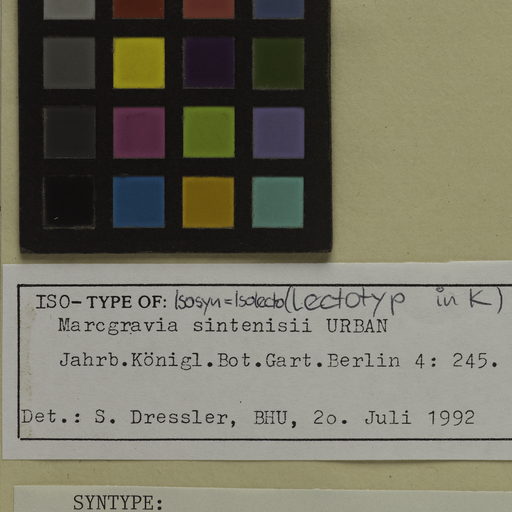 ISO-TYPE OF: Isosyn=Isolecto (Lectotyp in K)
Marcgravia sintenisii URBAN
Jahrb.Königl.Bot.Gart.Berlin 4: 245.
Det.: S. Dressler, BHU, 2o. Juli 1992
SYNTYPE: